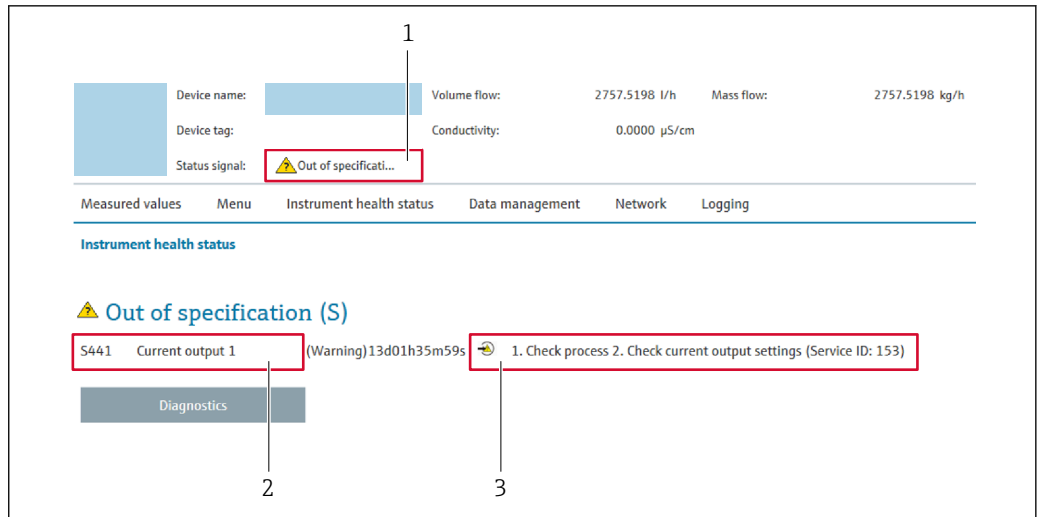 1
Device name: Volume flow: 2757.5198 l/h Mass flow: 2757.5198 kg/h
Device tag: Conductivity: 0.0000 µS/cm
Status signal: Out of specificati...
Measured values Menu Instrument health status Data management Network Logging
Instrument health status
Out of specification (S)
S441 Current output 1 (Warning)13d01h35m59s 1. Check process 2. Check current output settings (Service ID: 153)
Diagnostics
2 3